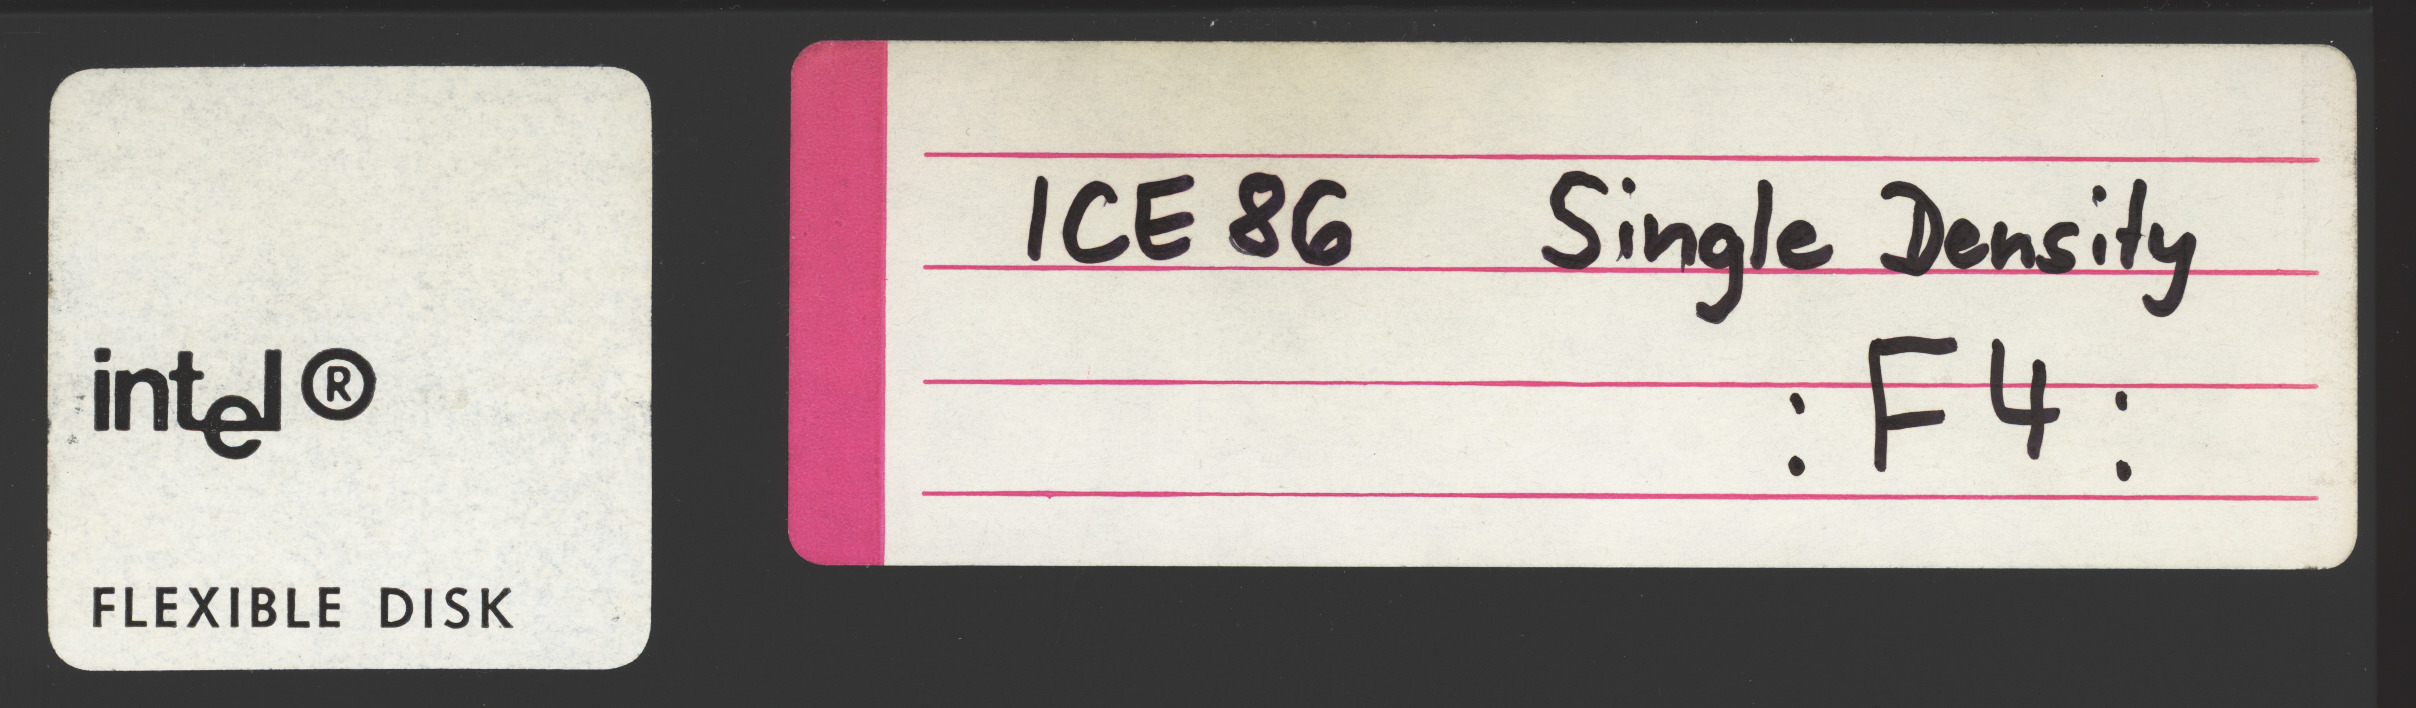 intel®
FLEXIBLE DISK
ICE 86 Single Density
:F4: